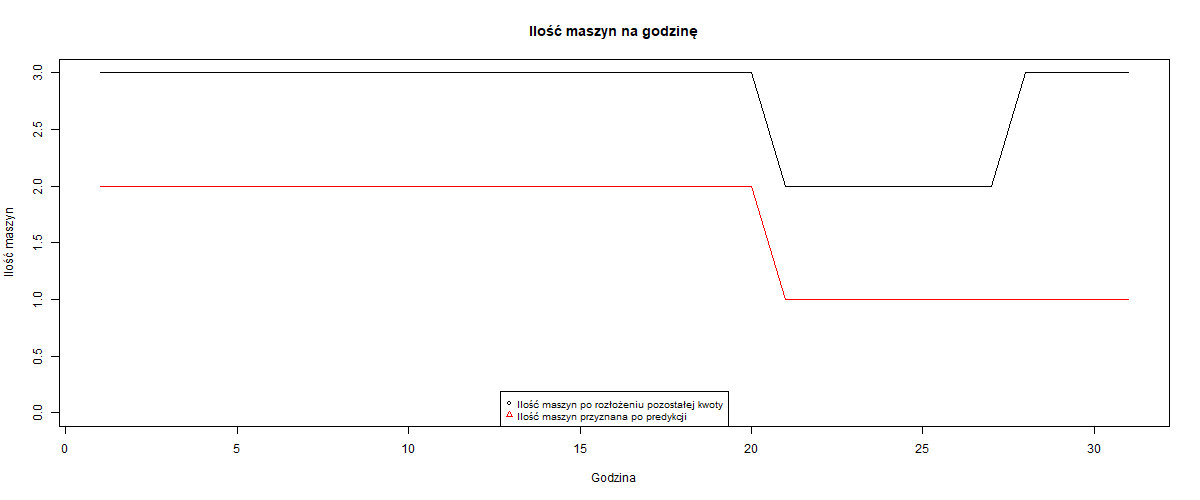 Ilość maszyn na godzinę
Ilość maszyn
3.0
2.5
2.0
1.5
1.0
0.5
0.0
Ilość maszyn po rozłożeniu pozostałej kwoty
Ilość maszyn przyznana po predykcji
0 5 10 15 20 25 30
Godzina